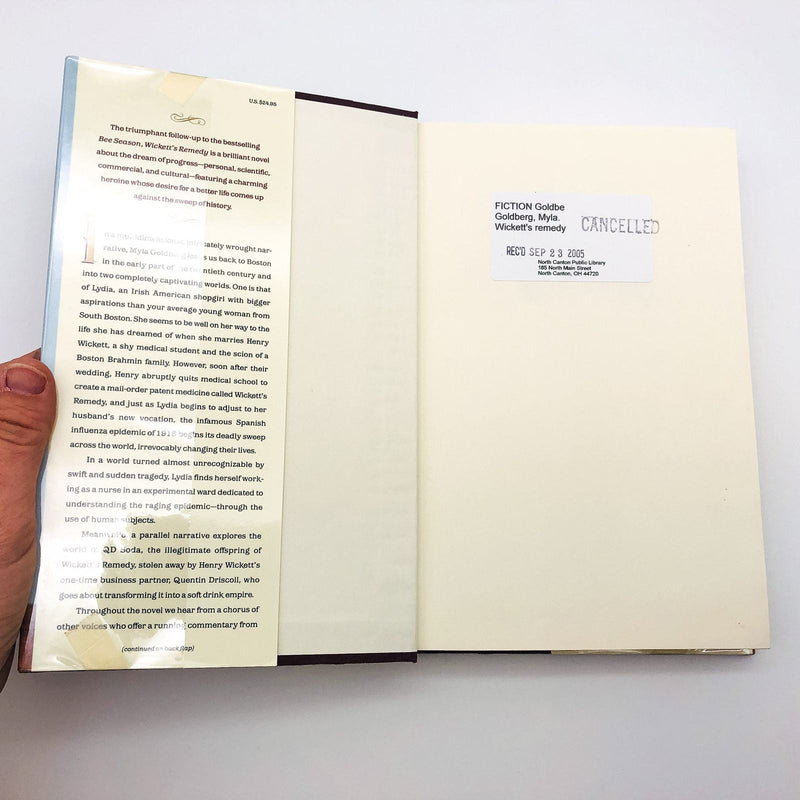 U.S. $24.95
The triumphant follow-up to the bestselling
Bee Season, Wickett's Remedy is a brilliant novel
about the dream of progress—personal, scientific,
commercial, and cultural—featuring a charming
heroine whose desire for a better life comes up
against the sweep of history.
wrought nar-
rative, Myla Goldberg us back to Boston
in the early part of century and
into two completely captivating worlds. One is that
of Lydia, an Irish American shopgirl with bigger
aspirations than your average young woman from
South Boston. She seems to be well on her way to the
life she has dreamed of when she marries Henry
Wickett, a shy medical student and the scion of a
Boston Brahmin family. However, soon after their
wedding, Henry abruptly quits medical school to
create a mail-order patent medicine called Wickett's
Remedy, and just as Lydia begins to adjust to her
husband's new vocation, the infamous Spanish
influenza epidemic of 1918 begins its deadly sweep
across the world, irrevocably changing their lives.
In a world turned almost unrecognizable by
swift and sudden tragedy, Lydia finds herself work-
ing as a nurse in an experimental ward dedicated to
understanding the raging epidemic—through the
use of human subjects.
Meanwhile, a parallel narrative explores the
world of QD Soda, the illegitimate offspring of
Wickett's Remedy, stolen away by Henry Wickett's
one-time business partner, Quentin Driscoll, who
goes about transforming it into a soft drink empire.
Throughout the novel we hear from a chorus of
other voices who offer a running commentary from
(continued on back flap)
FICTION Goldbe
Goldberg, Myla.
Wickett's remedy
CANCELLED
REC'D SEP 23 2005
North Canton Public Library
185 North Main Street
North Canton, OH 44720